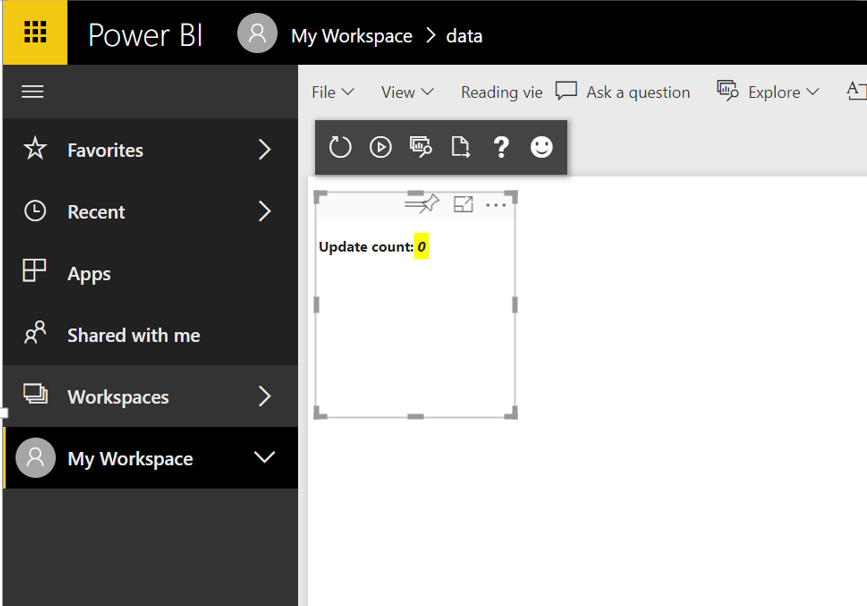 Power BI
My Workspace > data
File
View
Reading vie
Ask a question
Explore
A
Favorites
Recent
Apps
Shared with me
Workspaces
My Workspace
?
Update count: 0